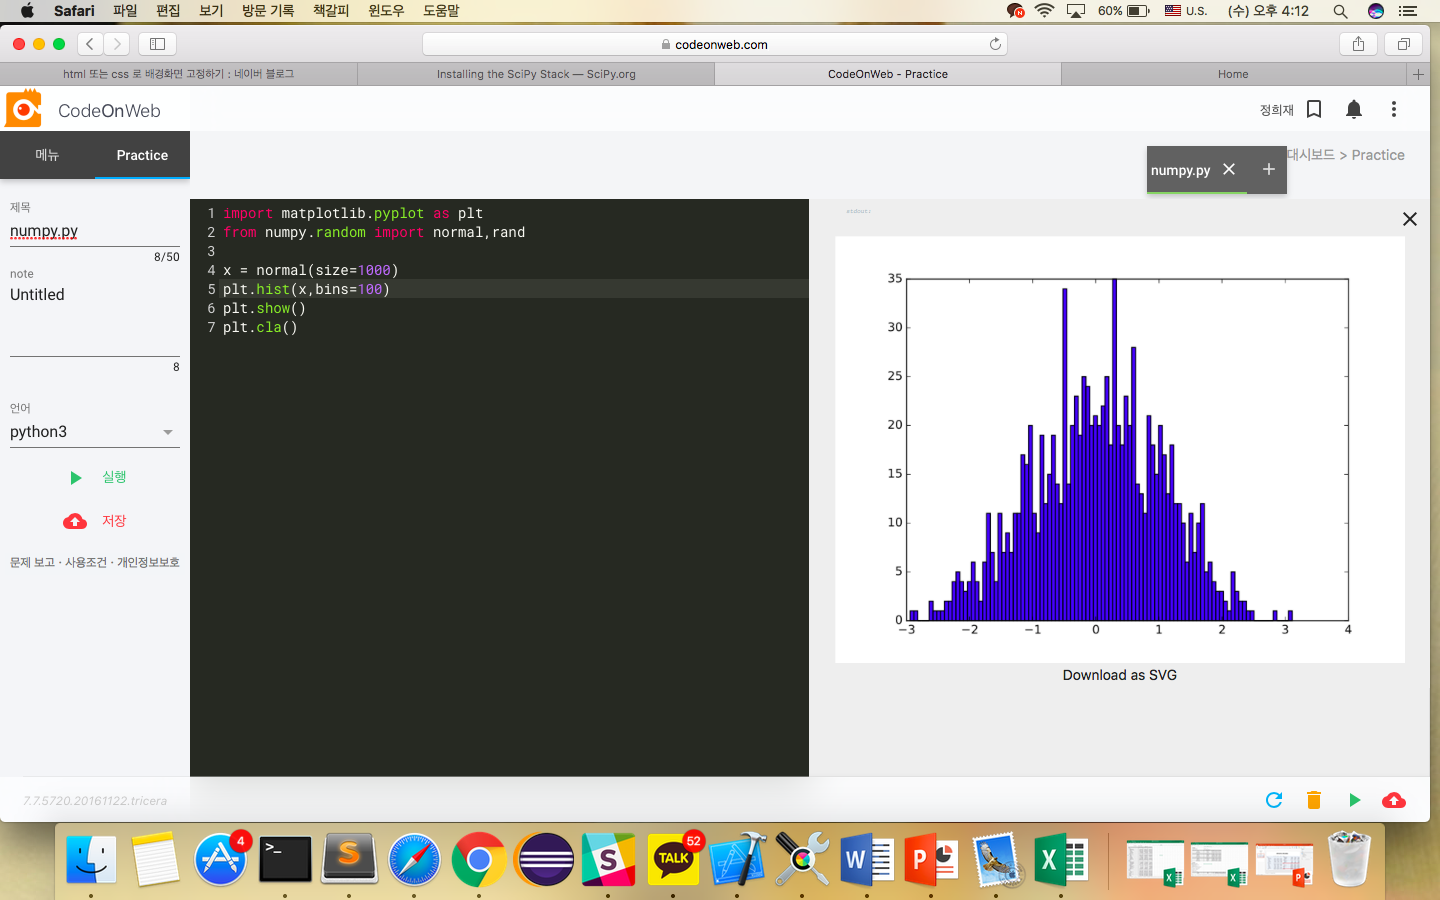 Safari 파일 편집 보기 방문 기록 책갈피 윈도우 도움말 60% U.S. (수) 오후 4:12
codeonweb.com
html 또는 css 로 배경화면 고정하기 : 네이버 블로그 Installing the SciPy Stack — SciPy.org CodeOnWeb - Practice Home
CodeOnWeb 정희재
메뉴 Practice numpy.py 대시보드 > Practice
제목
numpy.py
8/50
note
Untitled
8
언어
python3
실행
저장
문제 보고 · 사용조건 · 개인정보보호
1 import matplotlib.pyplot as plt
2 from numpy.random import normal,rand
3
4 x = normal(size=1000)
5 plt.hist(x,bins=100)
6 plt.show()
7 plt.cla()
stdout:
35
30
25
20
15
10
5
0
−3 −2 −1 0 1 2 3 4
Download as SVG
7.7.5720.20161122.tricera
4
>_
S
S
TALK
52
W
P
X
X
X
P